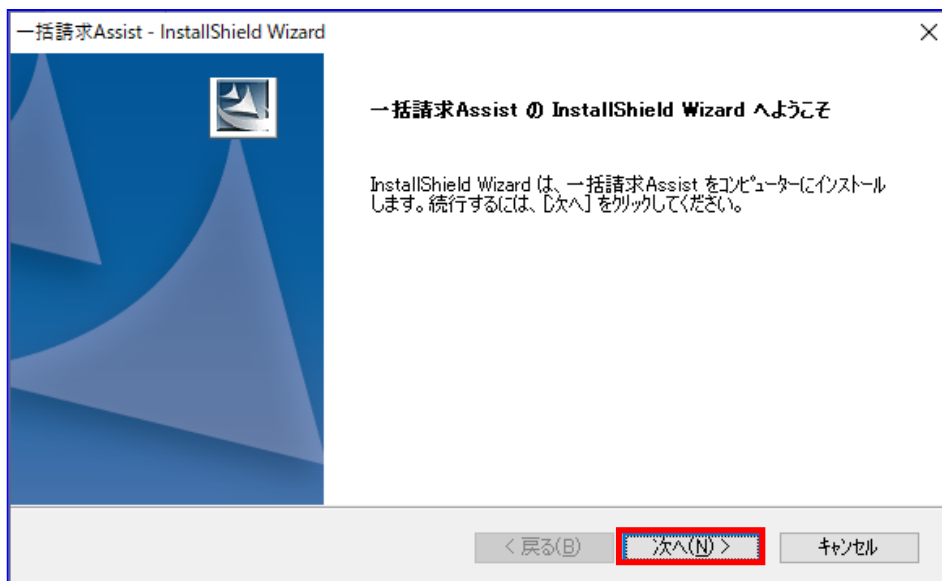 一括請求Assist - InstallShield Wizard
一括請求Assist の InstallShield Wizard へようこそ
InstallShield Wizard は、一括請求Assist をコンピューターにインストール
します。続行するには、[次へ] をクリックしてください。
< 戻る(B)
次へ(N) >
キャンセル